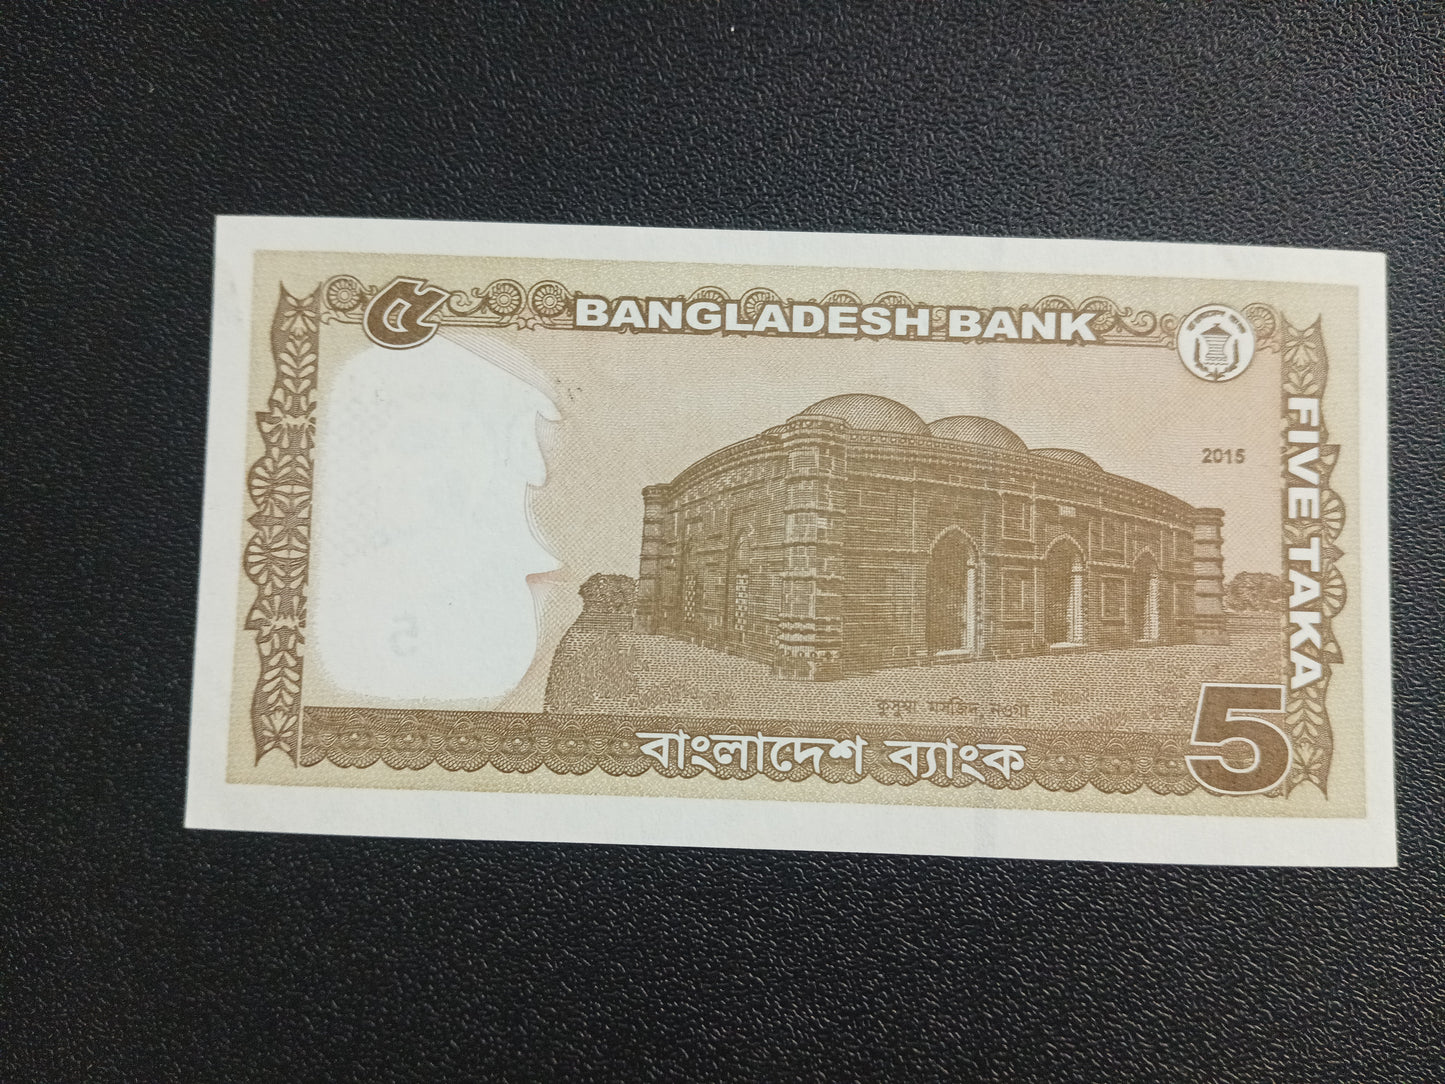 ৫
BANGLADESH BANK
2015
FIVE TAKA
কুসুম্বা মসজিদ, নওগাঁ
বাংলাদেশ ব্যাংক
5